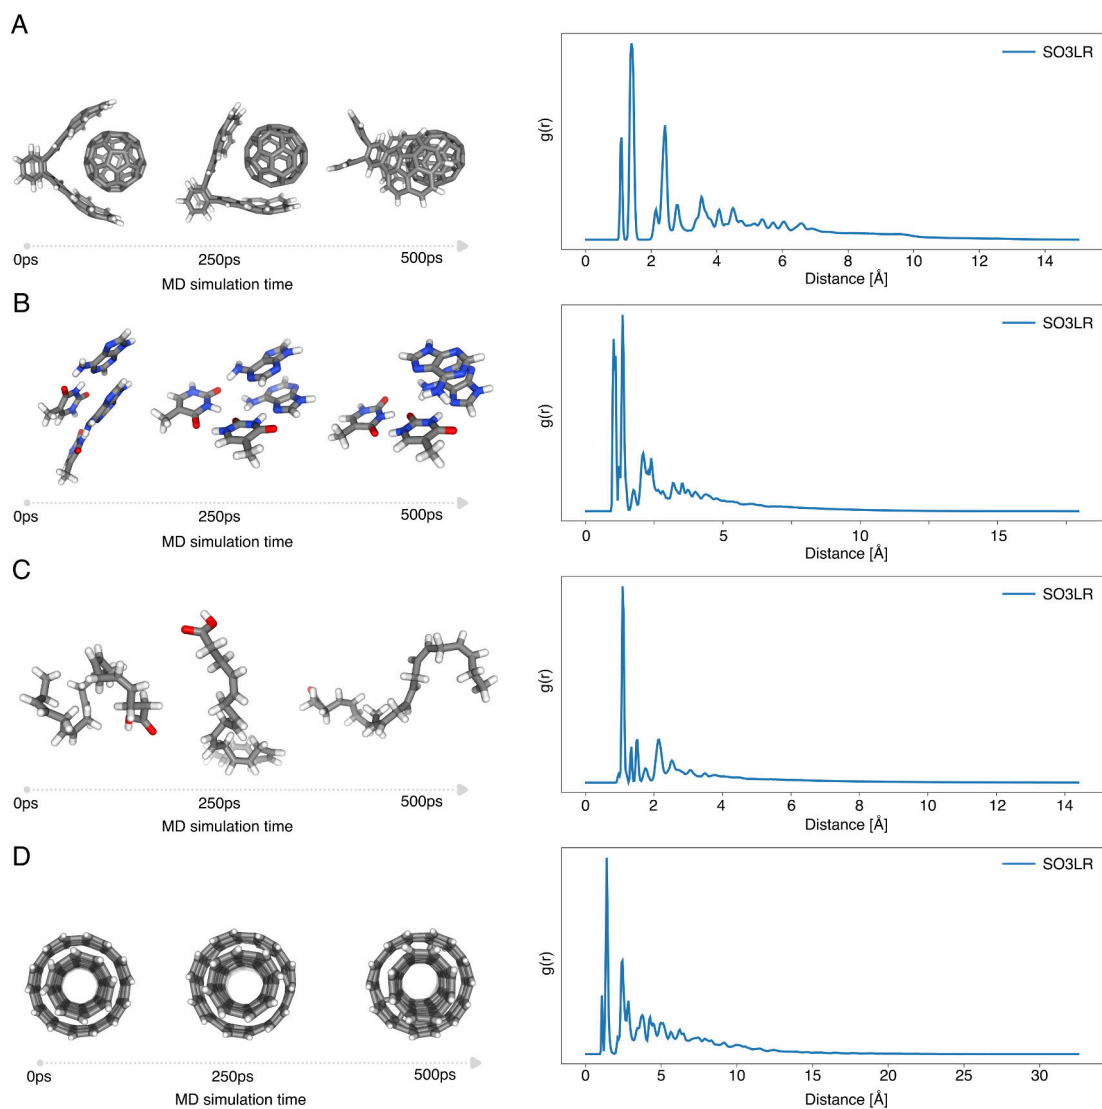 A
SO3LR
g(r)
0ps 250ps 500ps
MD simulation time
0 2 4 6 8 10 12 14
Distance [Å]
B
SO3LR
g(r)
0ps 250ps 500ps
MD simulation time
0 5 10 15
Distance [Å]
C
SO3LR
g(r)
0ps 250ps 500ps
MD simulation time
0 2 4 6 8 10 12 14
Distance [Å]
D
SO3LR
g(r)
0ps 250ps 500ps
MD simulation time
0 5 10 15 20 25 30
Distance [Å]